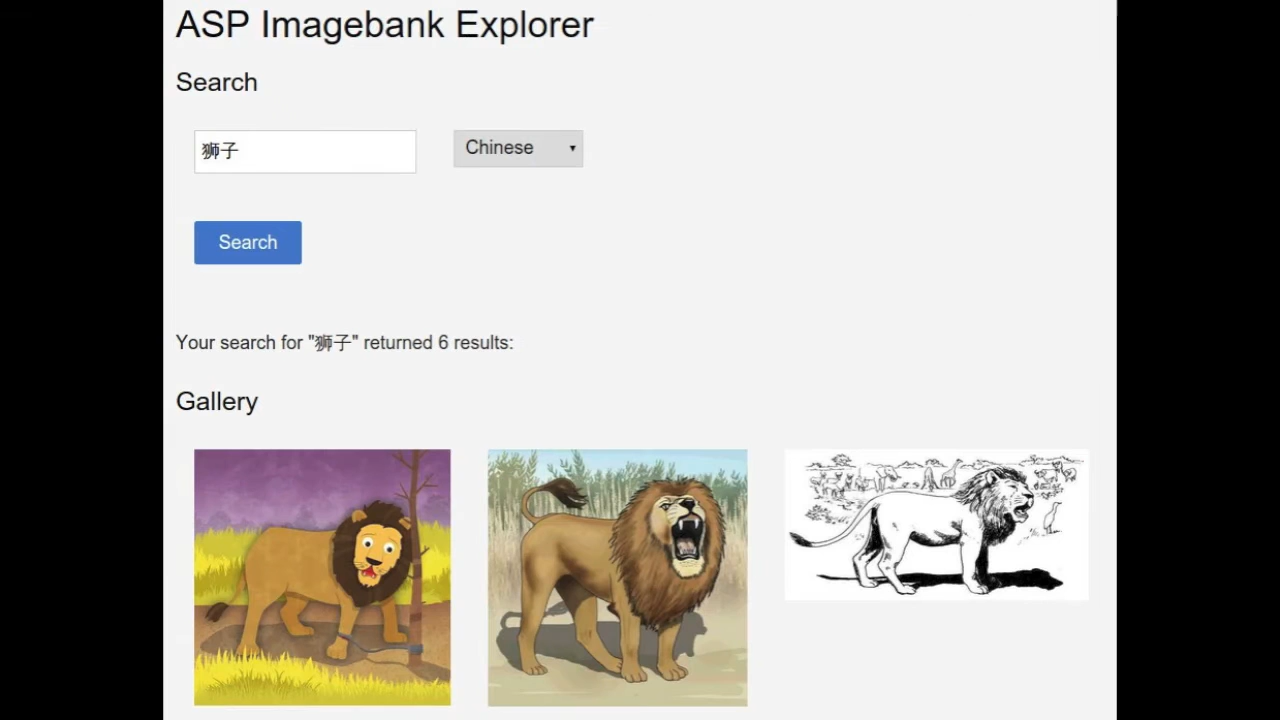 ASP Imagebank Explorer
Search
狮子
Chinese
Search
Your search for "狮子" returned 6 results:
Gallery